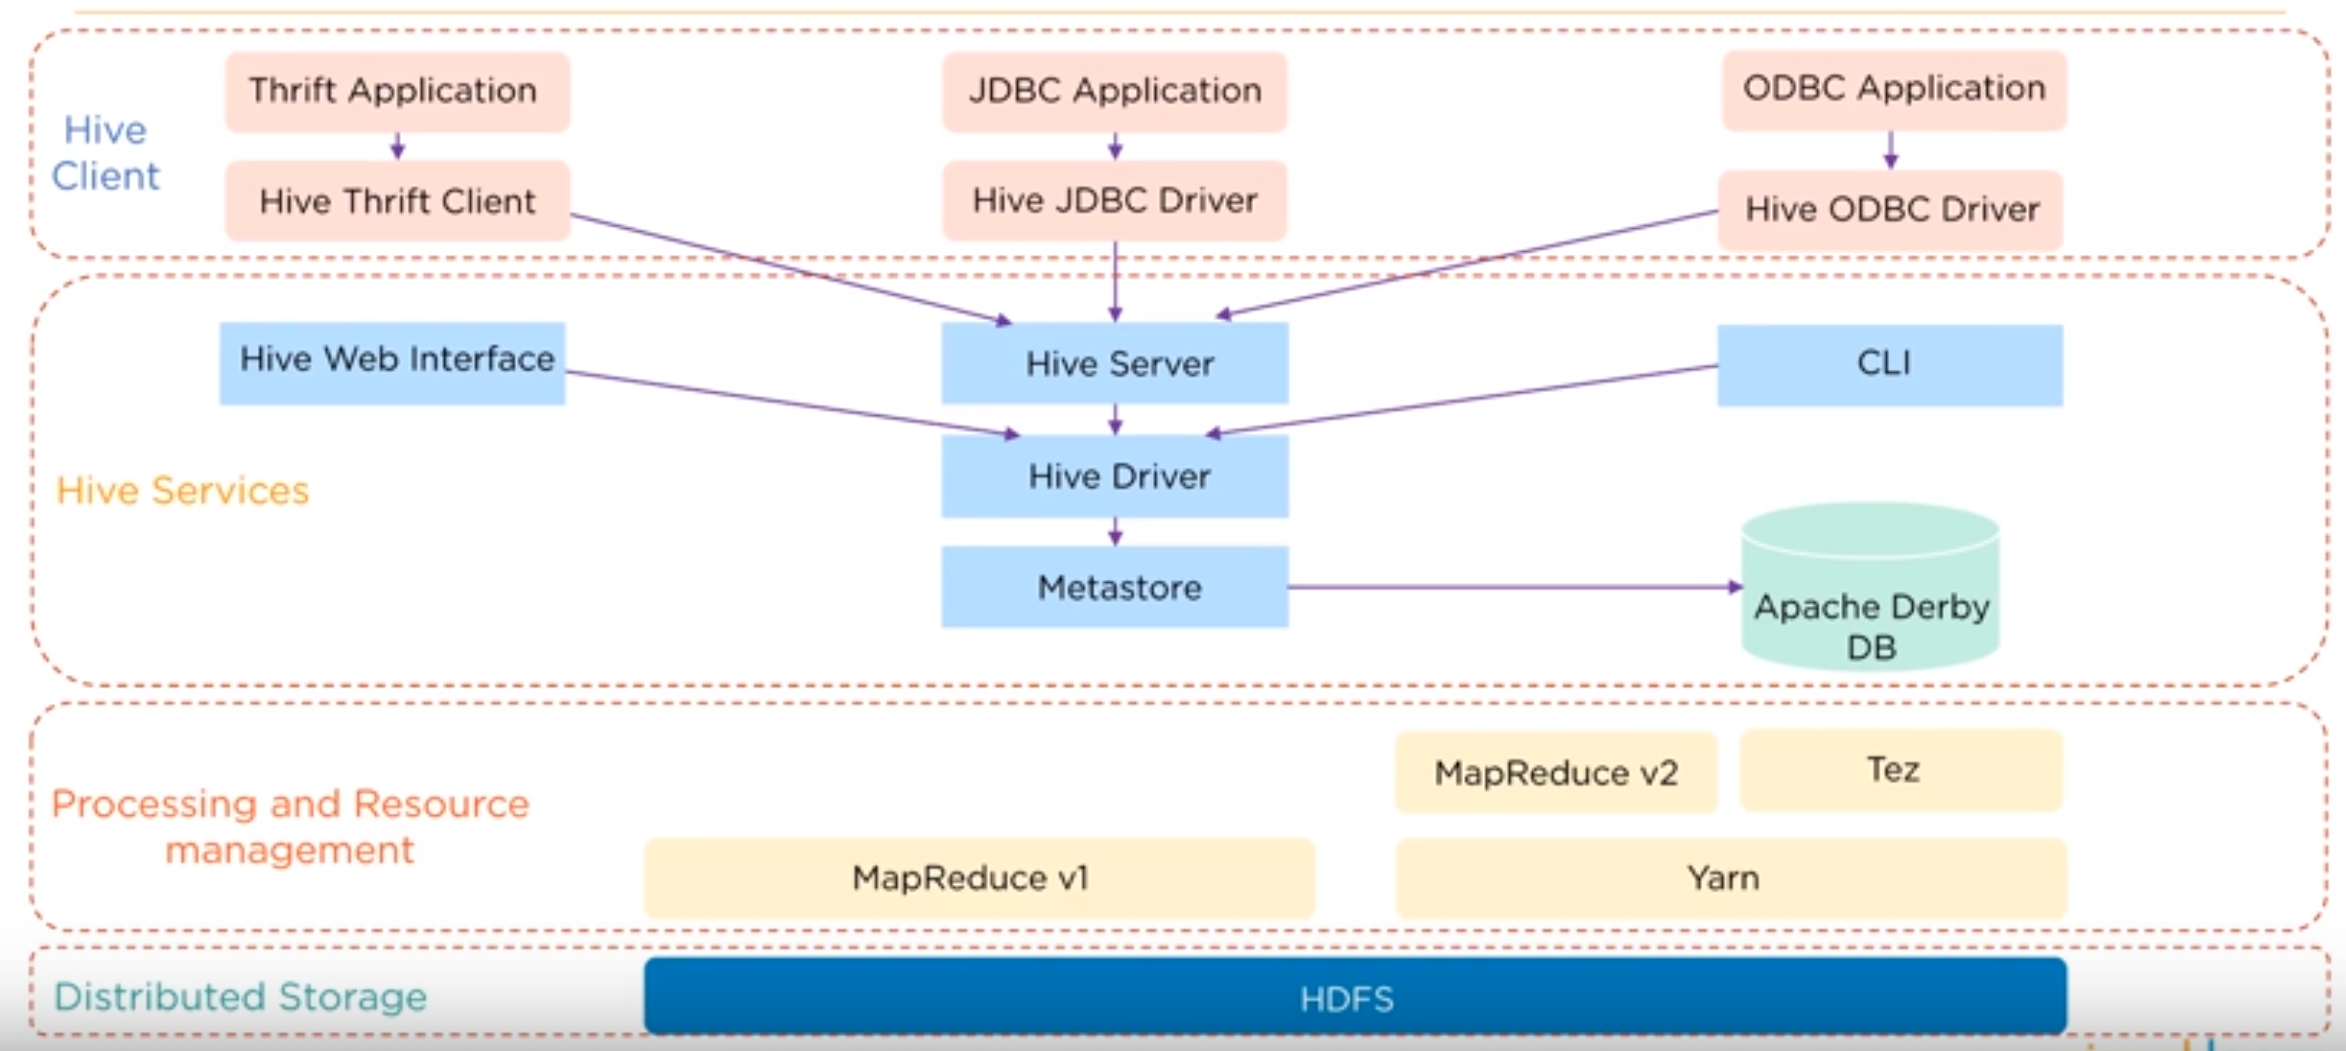 Thrift Application
JDBC Application
ODBC Application
Hive
Client
Hive Thrift Client
Hive JDBC Driver
Hive ODBC Driver
Hive Web Interface
Hive Server
CLI
Hive Driver
Hive Services
Metastore
Apache Derby
DB
MapReduce v2
Tez
Processing and Resource
management
MapReduce v1
Yarn
Distributed Storage
HDFS